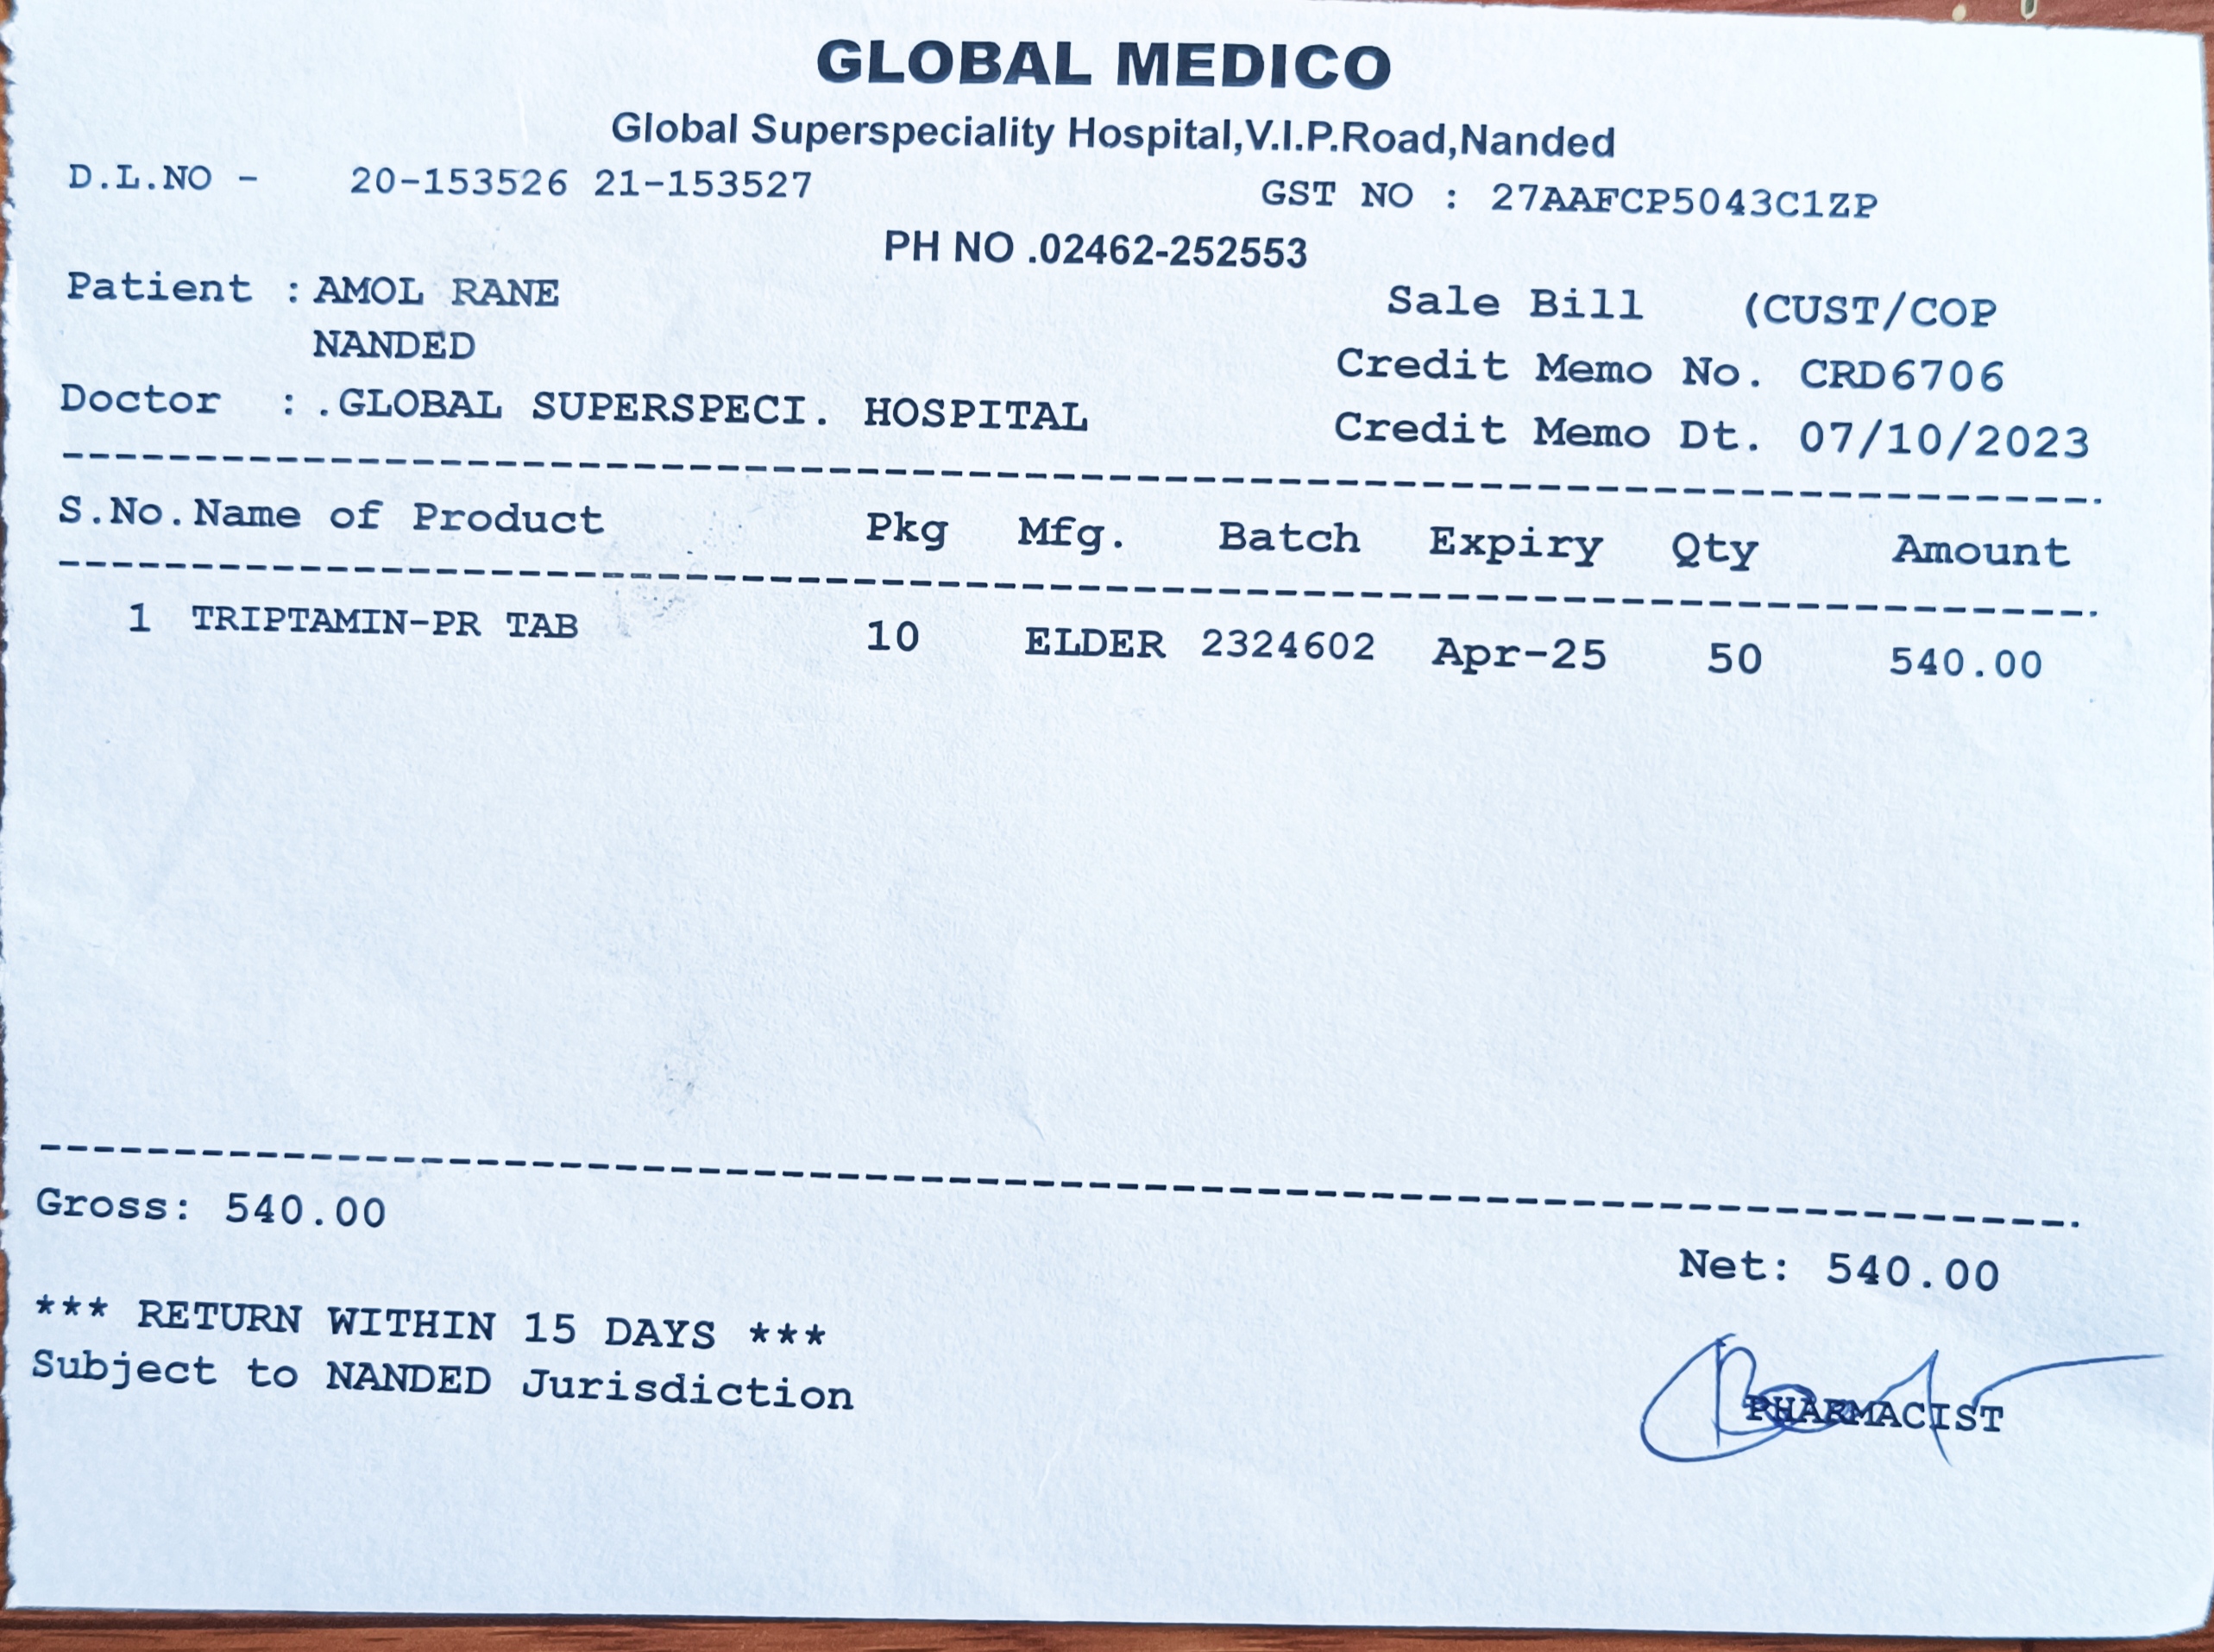 GLOBAL MEDICO
Global Superspeciality Hospital,V.I.P.Road,Nanded
D.L.NO - 20-153526 21-153527 GST NO : 27AAFCP5043C1ZP
PH NO .02462-252553
Patient : AMOL RANE Sale Bill (CUST/COP
NANDED Credit Memo No. CRD6706
Doctor : .GLOBAL SUPERSPECI. HOSPITAL Credit Memo Dt. 07/10/2023
S.No.Name of Product Pkg Mfg. Batch Expiry Qty Amount
1 TRIPTAMIN-PR TAB 10 ELDER 2324602 Apr-25 50 540.00
Gross: 540.00
Net: 540.00
*** RETURN WITHIN 15 DAYS ***
Subject to NANDED Jurisdiction
PHARMACIST